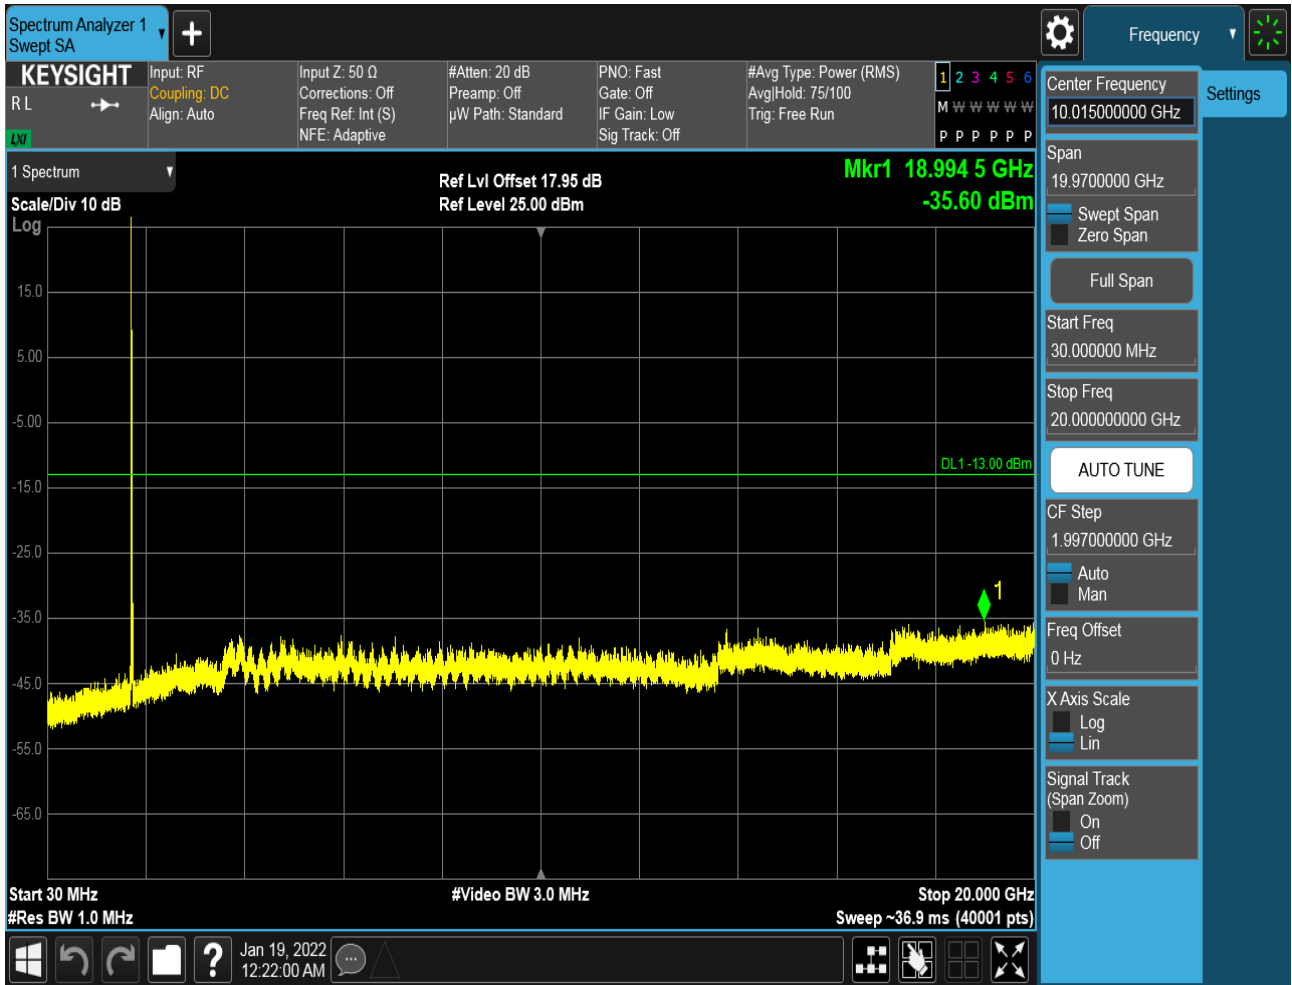 Spectrum Analyzer 1
Swept SA
Frequency
KEYSIGHT
R L
LXI
Input: RF
Coupling: DC
Align: Auto
Input Z: 50 Ω
Corrections: Off
Freq Ref: Int (S)
NFE: Adaptive
#Atten: 20 dB
Preamp: Off
µW Path: Standard
PNO: Fast
Gate: Off
IF Gain: Low
Sig Track: Off
#Avg Type: Power (RMS)
Avg|Hold: 75/100
Trig: Free Run
1 2 3 4 5 6
M W W W W W
P P P P P P
1 Spectrum
Scale/Div 10 dB
Log
Ref Lvl Offset 17.95 dB
Ref Level 25.00 dBm
Mkr1 18.994 5 GHz
-35.60 dBm
15.0
5.00
-5.00
-15.0
-25.0
-35.0
-45.0
-55.0
-65.0
DL1 -13.00 dBm
1
Start 30 MHz
#Res BW 1.0 MHz
#Video BW 3.0 MHz
Stop 20.000 GHz
Sweep ~36.9 ms (40001 pts)
Jan 19, 2022
12:22:00 AM
Center Frequency
10.015000000 GHz
Settings
Span
19.9700000 GHz
Swept Span
Zero Span
Full Span
Start Freq
30.000000 MHz
Stop Freq
20.000000000 GHz
AUTO TUNE
CF Step
1.997000000 GHz
Auto
Man
Freq Offset
0 Hz
X Axis Scale
Log
Lin
Signal Track
(Span Zoom)
On
Off